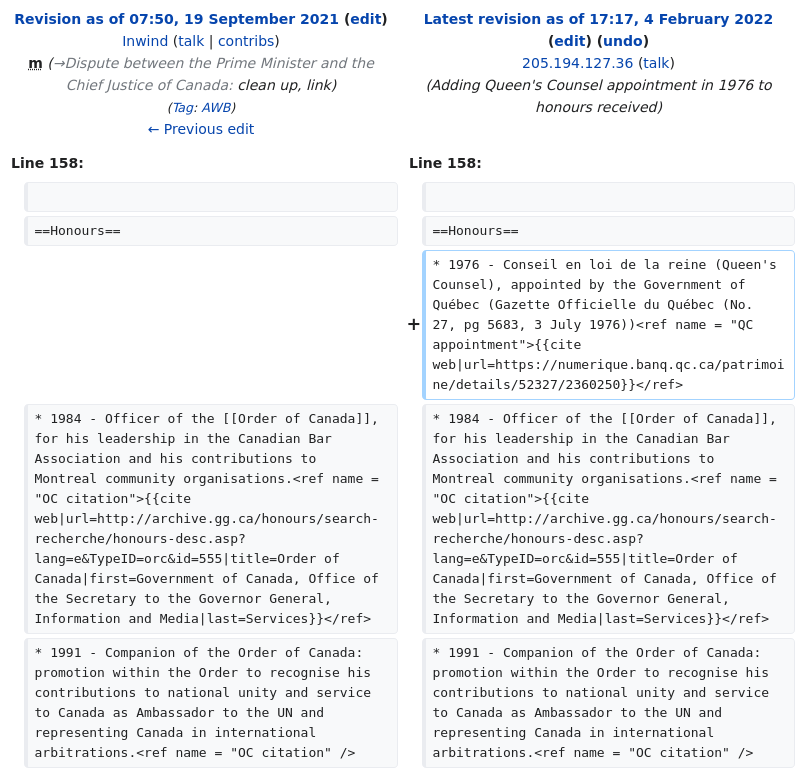 Revision as of 07:50, 19 September 2021 (edit)
Inwind (talk | contribs)
m (→Dispute between the Prime Minister and the
Chief Justice of Canada: clean up, link)
(Tag: AWB)
← Previous edit
Latest revision as of 17:17, 4 February 2022
(edit) (undo)
205.194.127.36 (talk)
(Adding Queen's Counsel appointment in 1976 to
honours received)
Line 158:
Line 158:
==Honours==
==Honours==
+
* 1976 - Conseil en loi de la reine (Queen's
Counsel), appointed by the Government of
Québec (Gazette Officielle du Québec (No.
27, pg 5683, 3 July 1976))<ref name = "QC
appointment">{{cite
web|url=https://numerique.banq.qc.ca/patrimoi
ne/details/52327/2360250}}</ref>
* 1984 - Officer of the [[Order of Canada]],
for his leadership in the Canadian Bar
Association and his contributions to
Montreal community organisations.<ref name =
"OC citation">{{cite
web|url=http://archive.gg.ca/honours/search-
recherche/honours-desc.asp?
lang=e&TypeID=orc&id=555|title=Order of
Canada|first=Government of Canada, Office of
the Secretary to the Governor General,
Information and Media|last=Services}}</ref>
* 1984 - Officer of the [[Order of Canada]],
for his leadership in the Canadian Bar
Association and his contributions to
Montreal community organisations.<ref name =
"OC citation">{{cite
web|url=http://archive.gg.ca/honours/search-
recherche/honours-desc.asp?
lang=e&TypeID=orc&id=555|title=Order of
Canada|first=Government of Canada, Office of
the Secretary to the Governor General,
Information and Media|last=Services}}</ref>
* 1991 - Companion of the Order of Canada:
promotion within the Order to recognise his
contributions to national unity and service
to Canada as Ambassador to the UN and
representing Canada in international
arbitrations.<ref name = "OC citation" />
* 1991 - Companion of the Order of Canada:
promotion within the Order to recognise his
contributions to national unity and service
to Canada as Ambassador to the UN and
representing Canada in international
arbitrations.<ref name = "OC citation" />